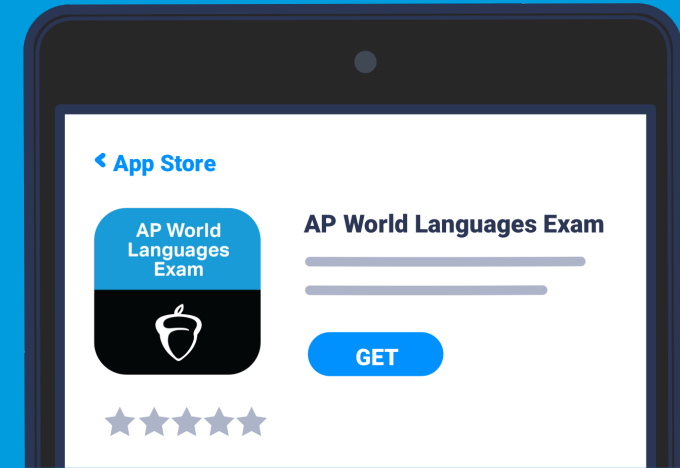 App Store
AP World
Languages
Exam
AP World Languages Exam
GET